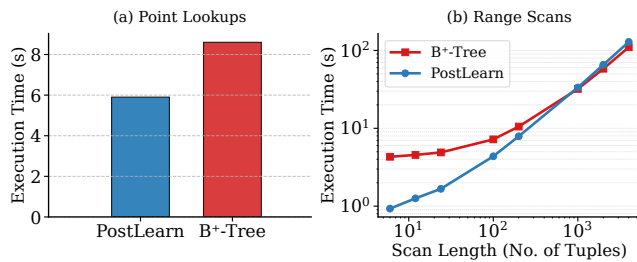 (a) Point Lookups
Execution Time (s)
8
6
4
2
0
PostLearn
B⁺-Tree
(b) Range Scans
Execution Time (s)
10²
10¹
10⁰
B⁺-Tree
PostLearn
10¹
10²
10³
Scan Length (No. of Tuples)